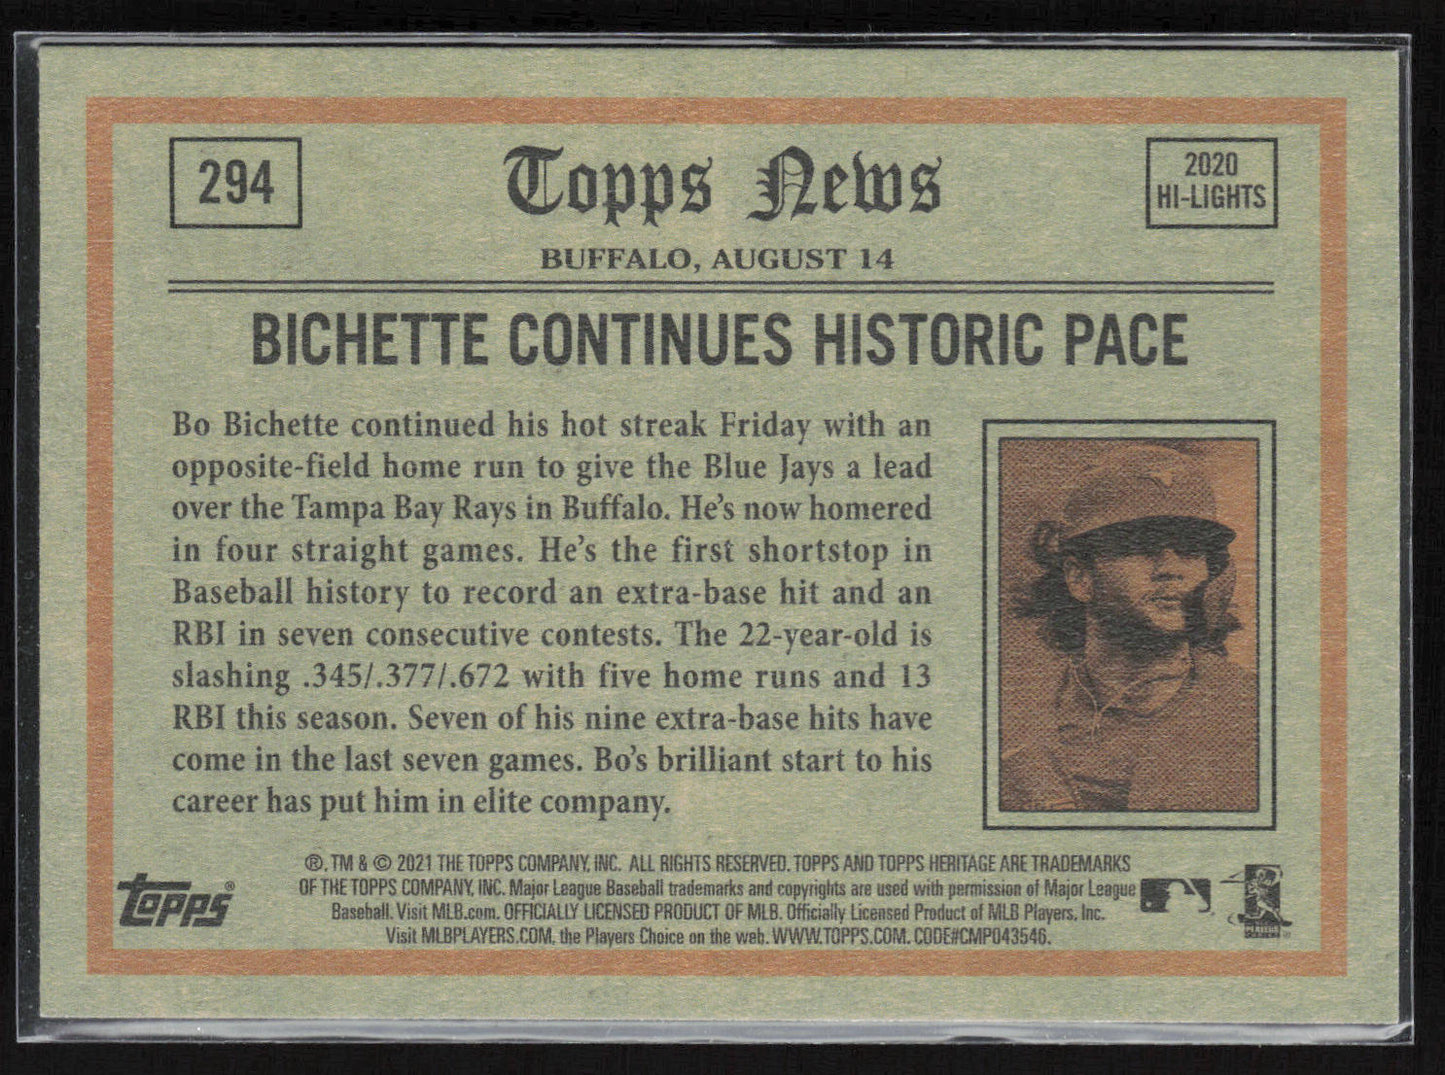 294
Topps News
2020
HI-LIGHTS
BUFFALO, AUGUST 14
BICHETTE CONTINUES HISTORIC PACE
Bo Bichette continued his hot streak Friday with an
opposite-field home run to give the Blue Jays a lead
over the Tampa Bay Rays in Buffalo. He's now homered
in four straight games. He's the first shortstop in
Baseball history to record an extra-base hit and an
RBI in seven consecutive contests. The 22-year-old is
slashing .345/.377/.672 with five home runs and 13
RBI this season. Seven of his nine extra-base hits have
come in the last seven games. Bo's brilliant start to his
career has put him in elite company.
®, TM & © 2021 THE TOPPS COMPANY, INC. ALL RIGHTS RESERVED. TOPPS AND TOPPS HERITAGE ARE TRADEMARKS
OF THE TOPPS COMPANY, INC. Major League Baseball trademarks and copyrights are used with permission of Major League
Baseball. Visit MLB.com. OFFICIALLY LICENSED PRODUCT OF MLB. Officially Licensed Product of MLB Players, Inc.
Visit MLBPLAYERS.COM, the Players Choice on the web. WWW.TOPPS.COM. CODE#CMP043546.
Topps®